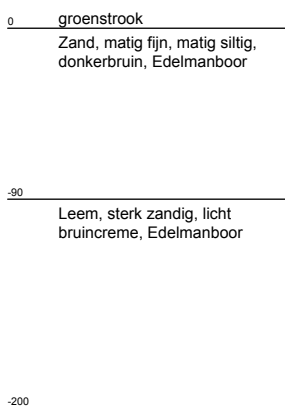 0 groenstrook
Zand, matig fijn, matig siltig,
donkerbruin, Edelmanboor
-90
Leem, sterk zandig, licht
bruincreme, Edelmanboor
-200